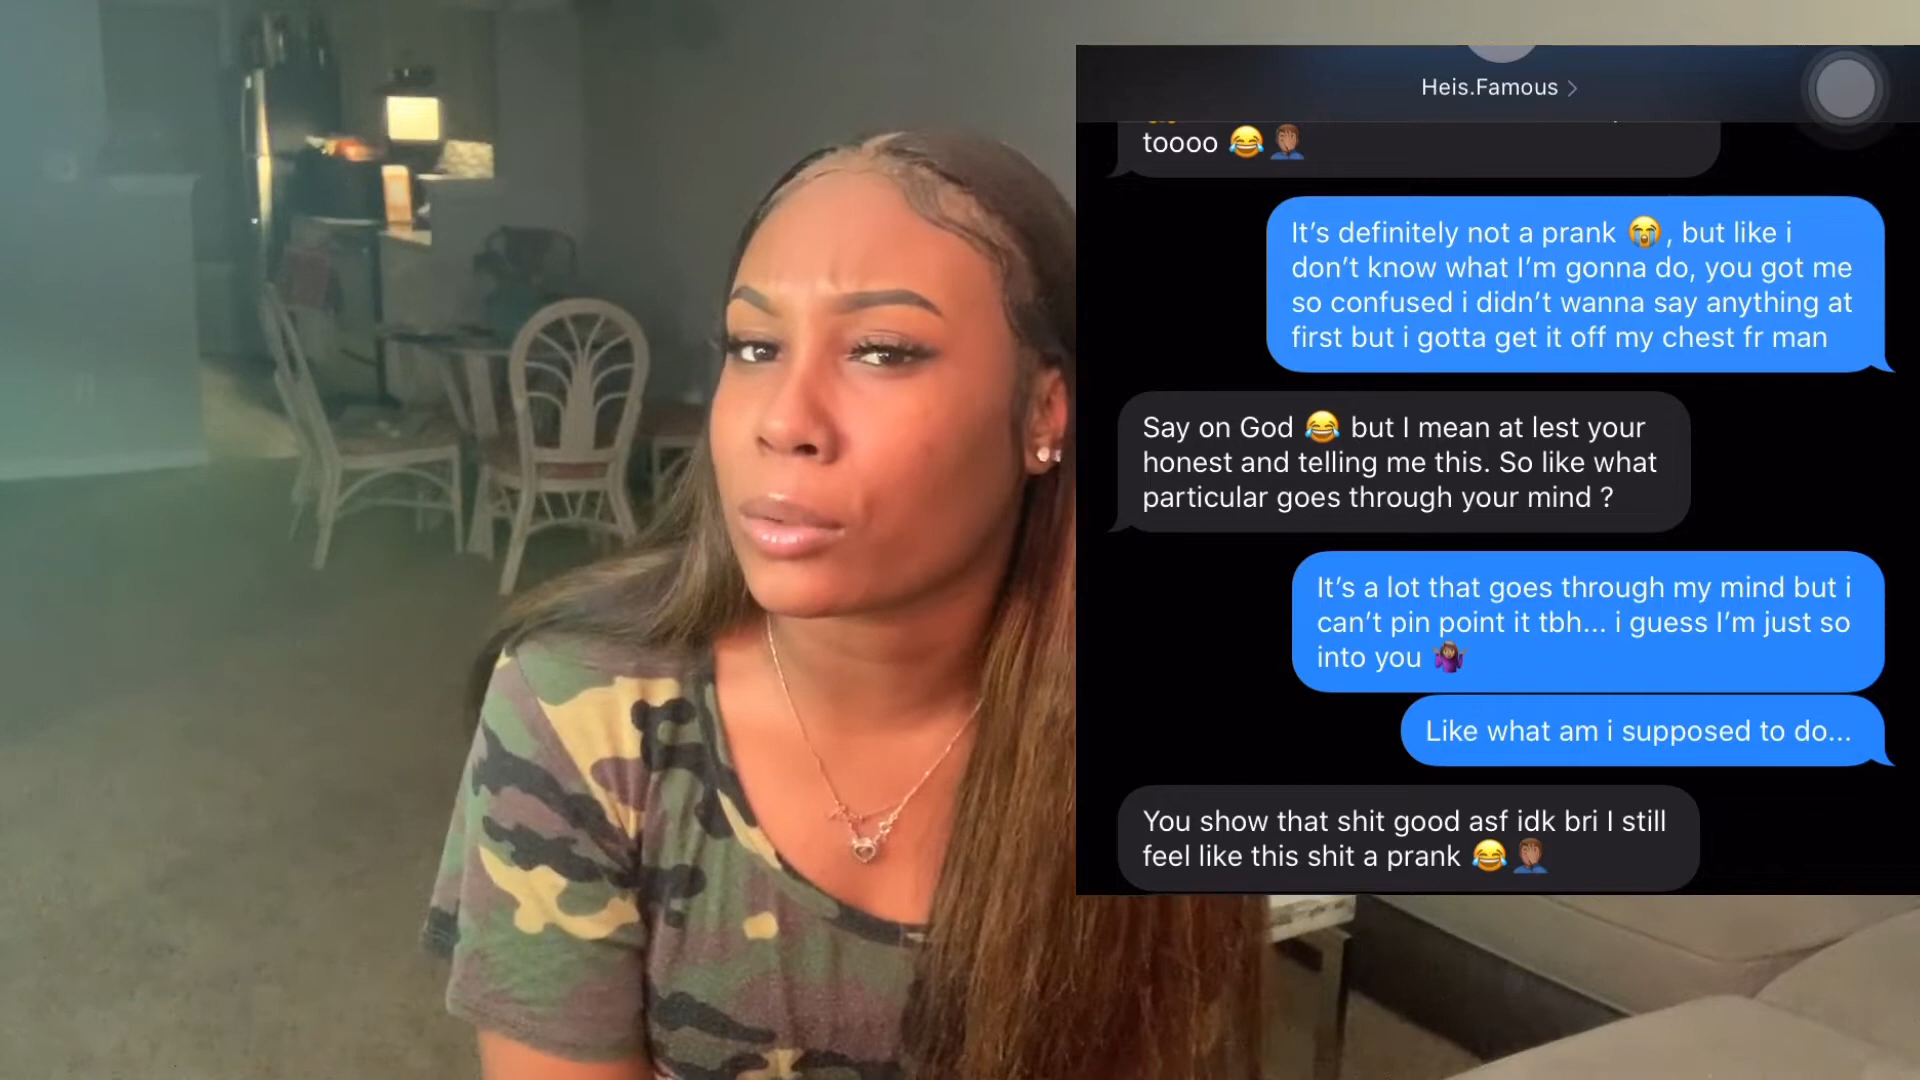 Heis.Famous
toooo 😂🤦🏽‍♂️
It's definitely not a prank 😭, but like i
don't know what I'm gonna do, you got me
so confused i didn't wanna say anything at
first but i gotta get it off my chest fr man
Say on God 😂 but I mean at lest your
honest and telling me this. So like what
particular goes through your mind ?
It's a lot that goes through my mind but i
can't pin point it tbh... i guess I'm just so
into you 🤷🏽‍♀️
Like what am i supposed to do...
You show that shit good asf idk bri I still
feel like this shit a prank 😂🤦🏽‍♂️